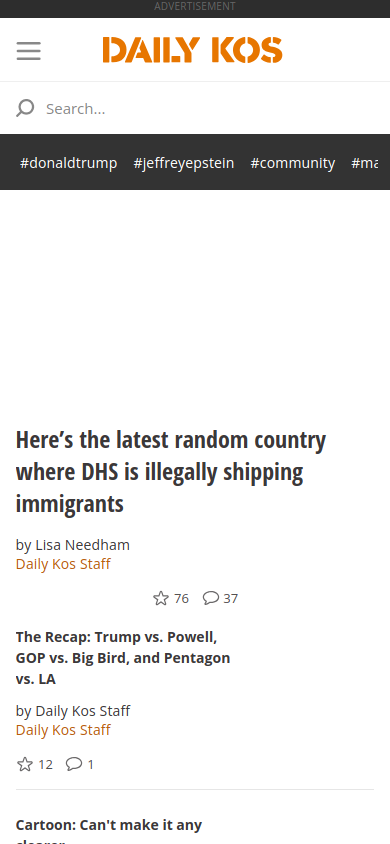 ADVERTISEMENT
DAILY KOS
Search...
#donaldtrump #jeffreyepstein #community #ma
Here's the latest random country
where DHS is illegally shipping
immigrants
by Lisa Needham
Daily Kos Staff
76 37
The Recap: Trump vs. Powell,
GOP vs. Big Bird, and Pentagon
vs. LA
by Daily Kos Staff
Daily Kos Staff
12 1
Cartoon: Can't make it any
clearer